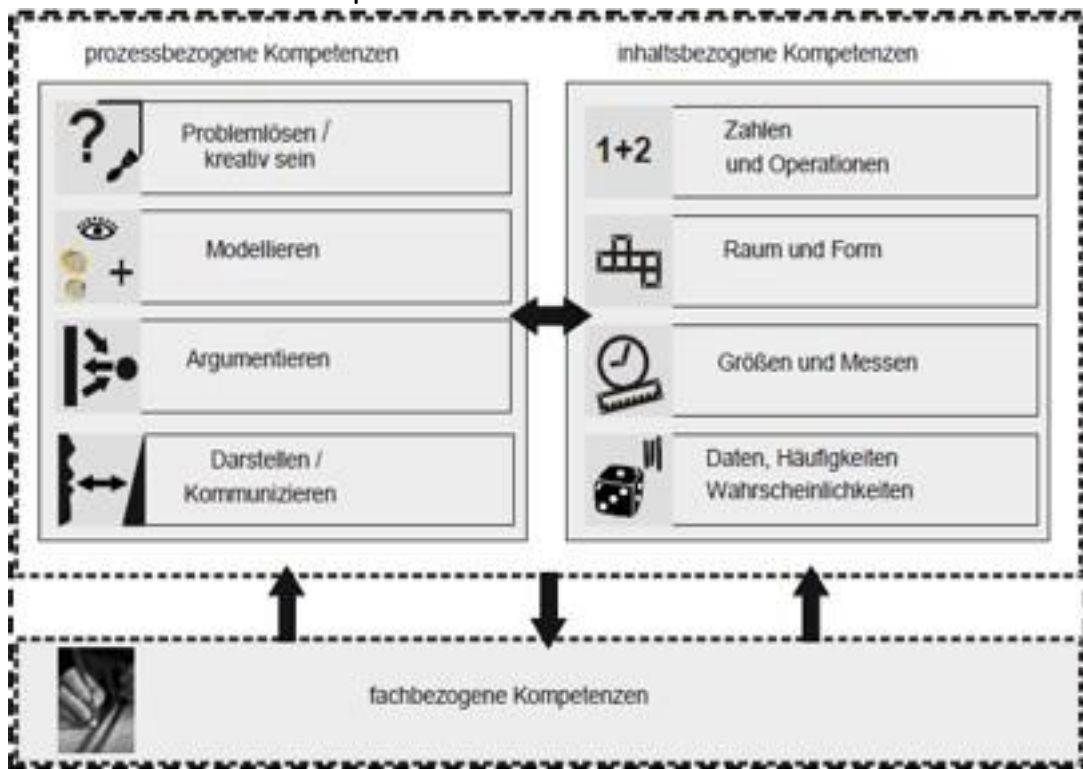 prozessbezogene Kompetenzen
inhaltsbezogene Kompetenzen
?
Problemlösen /
kreativ sein
Modellieren
+
Argumentieren
Darstellen /
Kommunizieren
1+2
Zahlen
und Operationen
Raum und Form
Größen und Messen
Daten, Häufigkeiten
Wahrscheinlichkeiten
fachbezogene Kompetenzen